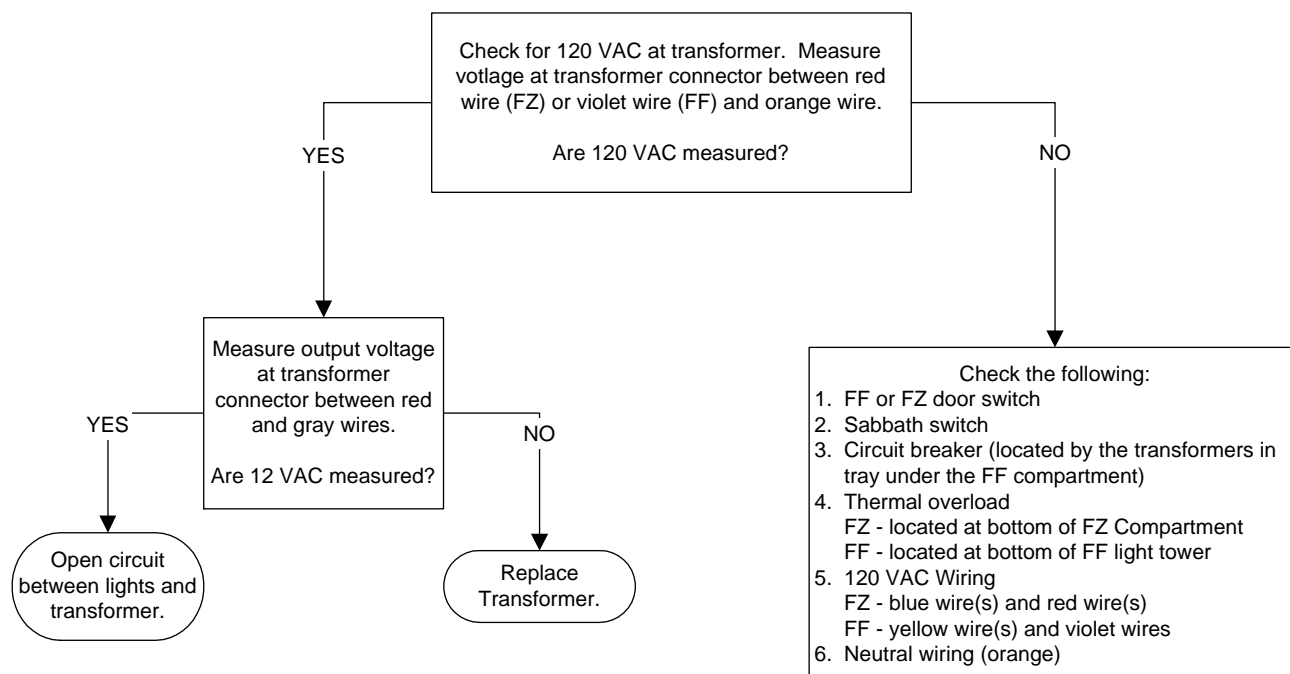 Check for 120 VAC at transformer. Measure
votlage at transformer connector between red
wire (FZ) or violet wire (FF) and orange wire.
Are 120 VAC measured?
YES
NO
Measure output voltage
at transformer
connector between red
and gray wires.
Are 12 VAC measured?
YES
NO
Open circuit
between lights and
transformer.
Replace
Transformer.
Check the following:
1. FF or FZ door switch
2. Sabbath switch
3. Circuit breaker (located by the transformers in
tray under the FF compartment)
4. Thermal overload
FZ - located at bottom of FZ Compartment
FF - located at bottom of FF light tower
5. 120 VAC Wiring
FZ - blue wire(s) and red wire(s)
FF - yellow wire(s) and violet wires
6. Neutral wiring (orange)